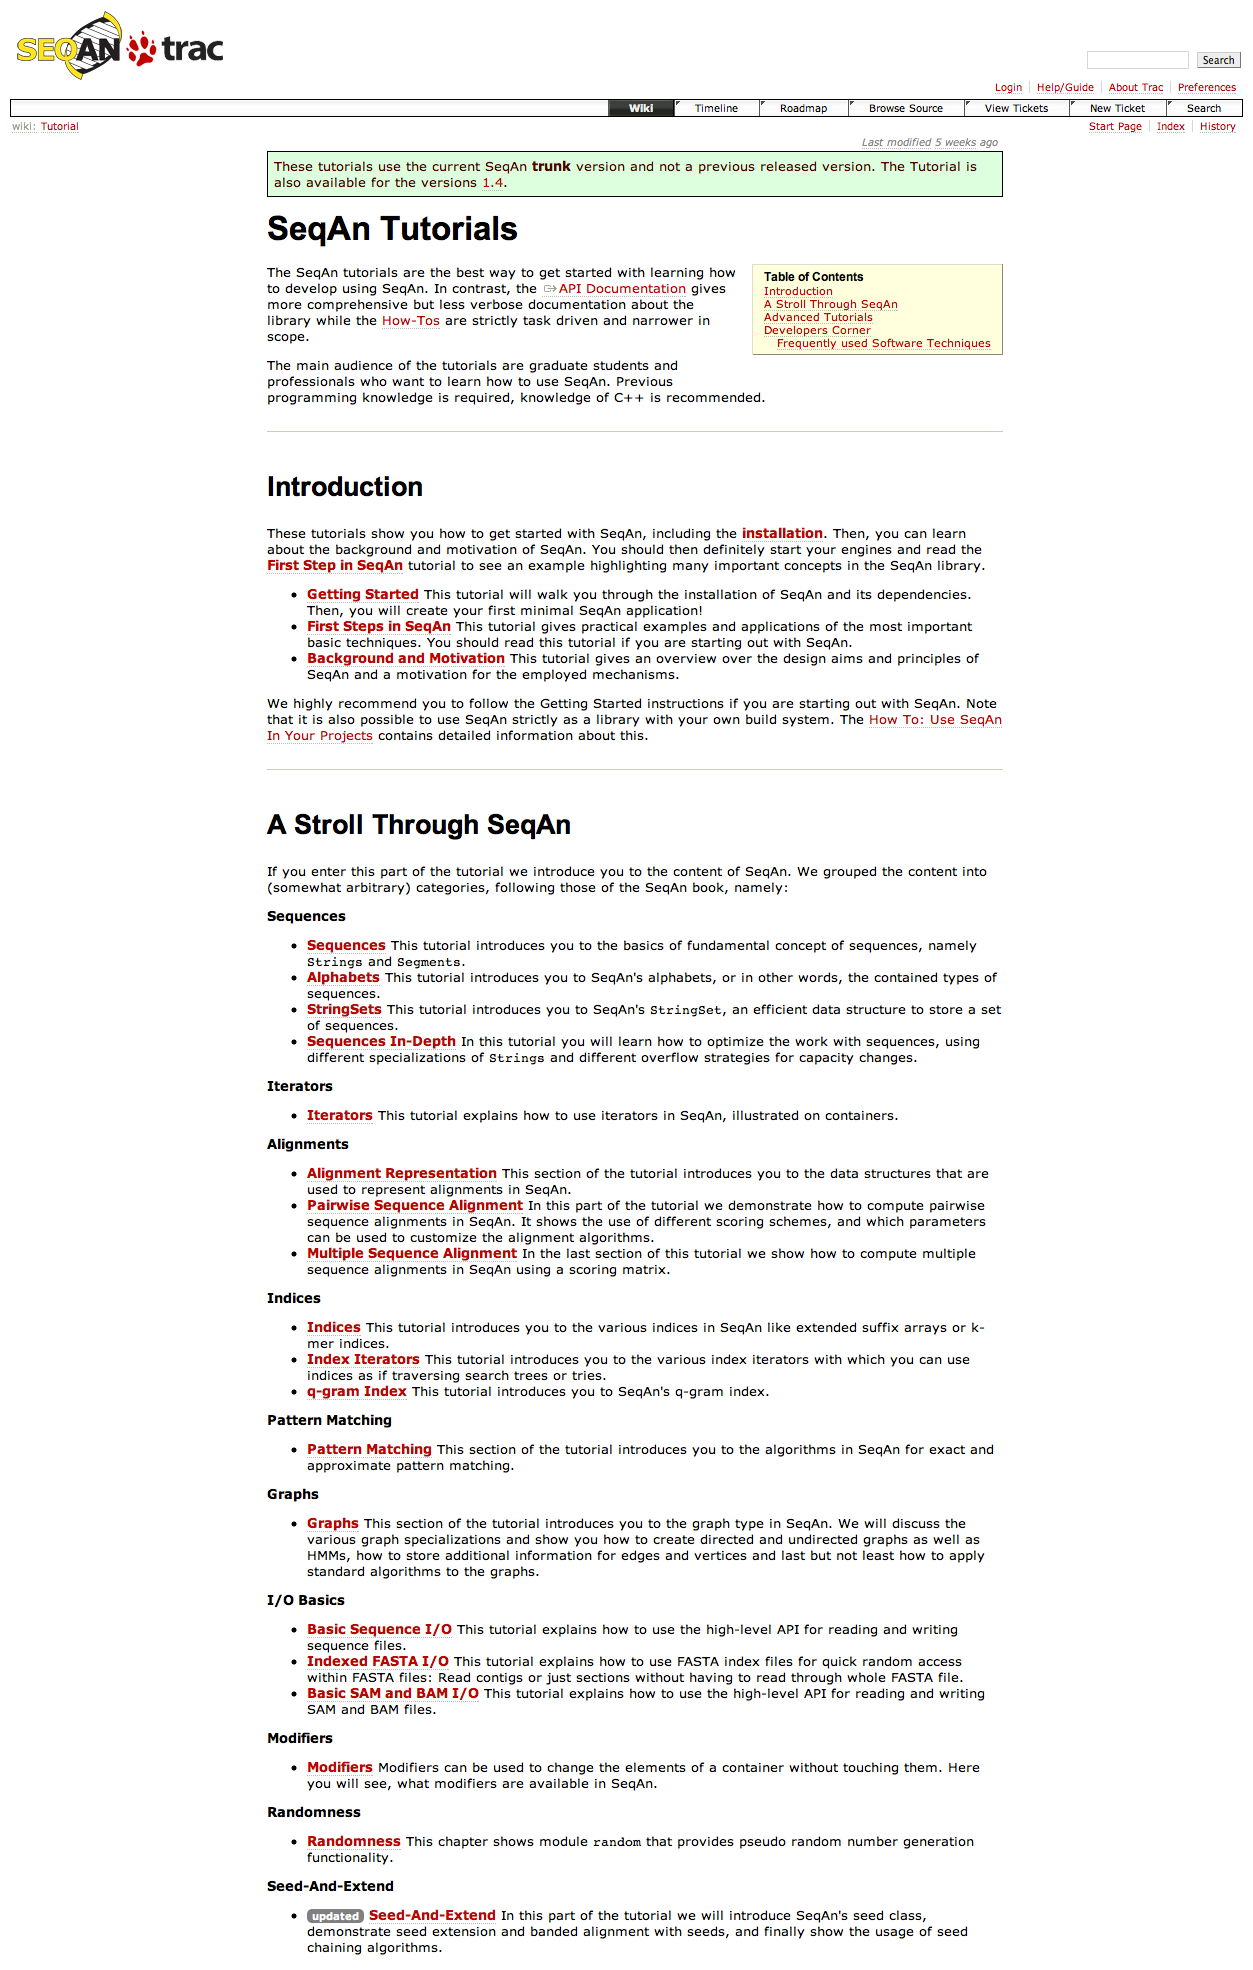 SEQAN trac
Search
Login Help/Guide About Trac Preferences
Wiki Timeline Roadmap Browse Source View Tickets New Ticket Search
wiki: Tutorial
Start Page Index History
Last modified 5 weeks ago
These tutorials use the current SeqAn trunk version and not a previous released version. The Tutorial is
also available for the versions 1.4.
SeqAn Tutorials
The SeqAn tutorials are the best way to get started with learning how
to develop using SeqAn. In contrast, the API Documentation gives
more comprehensive but less verbose documentation about the
library while the How-Tos are strictly task driven and narrower in
scope.
Table of Contents
Introduction
A Stroll Through SeqAn
Advanced Tutorials
Developers Corner
Frequently used Software Techniques
The main audience of the tutorials are graduate students and
professionals who want to learn how to use SeqAn. Previous
programming knowledge is required, knowledge of C++ is recommended.
Introduction
These tutorials show you how to get started with SeqAn, including the installation. Then, you can learn
about the background and motivation of SeqAn. You should then definitely start your engines and read the
First Step in SeqAn tutorial to see an example highlighting many important concepts in the SeqAn library.
• Getting Started This tutorial will walk you through the installation of SeqAn and its dependencies.
Then, you will create your first minimal SeqAn application!
• First Steps in SeqAn This tutorial gives practical examples and applications of the most important
basic techniques. You should read this tutorial if you are starting out with SeqAn.
• Background and Motivation This tutorial gives an overview over the design aims and principles of
SeqAn and a motivation for the employed mechanisms.
We highly recommend you to follow the Getting Started instructions if you are starting out with SeqAn. Note
that it is also possible to use SeqAn strictly as a library with your own build system. The How To: Use SeqAn
In Your Projects contains detailed information about this.
A Stroll Through SeqAn
If you enter this part of the tutorial we introduce you to the content of SeqAn. We grouped the content into
(somewhat arbitrary) categories, following those of the SeqAn book, namely:
Sequences
• Sequences This tutorial introduces you to the basics of fundamental concept of sequences, namely
Strings and Segments.
• Alphabets This tutorial introduces you to SeqAn's alphabets, or in other words, the contained types of
sequences.
• StringSets This tutorial introduces you to SeqAn's StringSet, an efficient data structure to store a set
of sequences.
• Sequences In-Depth In this tutorial you will learn how to optimize the work with sequences, using
different specializations of Strings and different overflow strategies for capacity changes.
Iterators
• Iterators This tutorial explains how to use iterators in SeqAn, illustrated on containers.
Alignments
• Alignment Representation This section of the tutorial introduces you to the data structures that are
used to represent alignments in SeqAn.
• Pairwise Sequence Alignment In this part of the tutorial we demonstrate how to compute pairwise
sequence alignments in SeqAn. It shows the use of different scoring schemes, and which parameters
can be used to customize the alignment algorithms.
• Multiple Sequence Alignment In the last section of this tutorial we show how to compute multiple
sequence alignments in SeqAn using a scoring matrix.
Indices
• Indices This tutorial introduces you to the various indices in SeqAn like extended suffix arrays or k-
mer indices.
• Index Iterators This tutorial introduces you to the various index iterators with which you can use
indices as if traversing search trees or tries.
• q-gram Index This tutorial introduces you to SeqAn's q-gram index.
Pattern Matching
• Pattern Matching This section of the tutorial introduces you to the algorithms in SeqAn for exact and
approximate pattern matching.
Graphs
• Graphs This section of the tutorial introduces you to the graph type in SeqAn. We will discuss the
various graph specializations and show you how to create directed and undirected graphs as well as
HMMs, how to store additional information for edges and vertices and last but not least how to apply
standard algorithms to the graphs.
I/O Basics
• Basic Sequence I/O This tutorial explains how to use the high-level API for reading and writing
sequence files.
• Indexed FASTA I/O This tutorial explains how to use FASTA index files for quick random access
within FASTA files: Read contigs or just sections without having to read through whole FASTA file.
• Basic SAM and BAM I/O This tutorial explains how to use the high-level API for reading and writing
SAM and BAM files.
Modifiers
• Modifiers Modifiers can be used to change the elements of a container without touching them. Here
you will see, what modifiers are available in SeqAn.
Randomness
• Randomness This chapter shows module random that provides pseudo random number generation
functionality.
Seed-And-Extend
• updated Seed-And-Extend In this part of the tutorial we will introduce SeqAn's seed class,
demonstrate seed extension and banded alignment with seeds, and finally show the usage of seed
chaining algorithms.